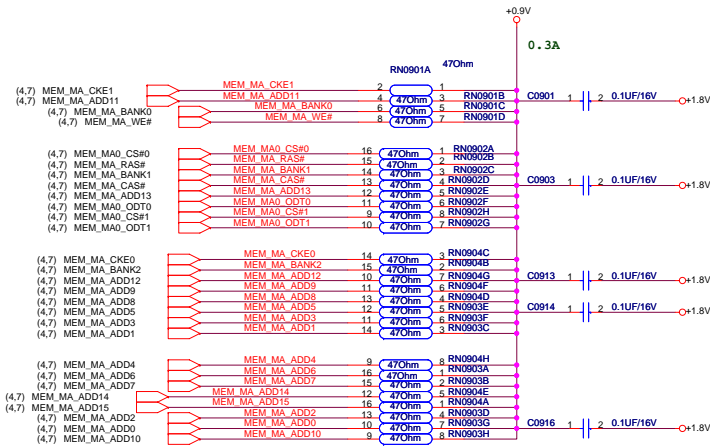 +0.9V
0.3A
RN0901A 47Ohm
(4,7) MEM_MA_CKE1 MEM_MA_CKE1 2 1
(4,7) MEM_MA_ADD11 MEM_MA_ADD11 4 47Ohm 3 RN0901B C0901 1 2 0.1UF/16V +1.8V
(4,7) MEM_MA_BANK0 MEM_MA_BANK0 6 47Ohm 5 RN0901C
(4,7) MEM_MA_WE# MEM_MA_WE# 8 47Ohm 7 RN0901D
(4,7) MEM_MA0_CS#0 MEM_MA0_CS#0 16 47Ohm 1 RN0902A
(4,7) MEM_MA_RAS# MEM_MA_RAS# 15 47Ohm 2 RN0902B
(4,7) MEM_MA_BANK1 MEM_MA_BANK1 14 47Ohm 3 RN0902C
(4,7) MEM_MA_CAS# MEM_MA_CAS# 13 47Ohm 4 RN0902D C0903 1 2 0.1UF/16V +1.8V
(4,7) MEM_MA_ADD13 MEM_MA_ADD13 12 47Ohm 5 RN0902E
(4,7) MEM_MA0_ODT0 MEM_MA0_ODT0 11 47Ohm 6 RN0902F
(4,7) MEM_MA0_CS#1 MEM_MA0_CS#1 9 47Ohm 8 RN0902H
(4,7) MEM_MA0_ODT1 MEM_MA0_ODT1 10 47Ohm 7 RN0902G
(4,7) MEM_MA_CKE0 MEM_MA_CKE0 14 47Ohm 3 RN0904C
(4,7) MEM_MA_BANK2 MEM_MA_BANK2 15 47Ohm 2 RN0904B
(4,7) MEM_MA_ADD12 MEM_MA_ADD12 10 47Ohm 7 RN0904G C0913 1 2 0.1UF/16V +1.8V
(4,7) MEM_MA_ADD9 MEM_MA_ADD9 11 47Ohm 6 RN0904F
(4,7) MEM_MA_ADD8 MEM_MA_ADD8 13 47Ohm 4 RN0904D
(4,7) MEM_MA_ADD5 MEM_MA_ADD5 12 47Ohm 5 RN0903E C0914 1 2 0.1UF/16V +1.8V
(4,7) MEM_MA_ADD3 MEM_MA_ADD3 11 47Ohm 6 RN0903F
(4,7) MEM_MA_ADD1 MEM_MA_ADD1 14 47Ohm 3 RN0903C
(4,7) MEM_MA_ADD4 MEM_MA_ADD4 9 47Ohm 8 RN0904H
(4,7) MEM_MA_ADD6 MEM_MA_ADD6 16 47Ohm 1 RN0903A
(4,7) MEM_MA_ADD7 MEM_MA_ADD7 15 47Ohm 2 RN0903B
(4,7) MEM_MA_ADD14 MEM_MA_ADD14 12 47Ohm 5 RN0904E
(4,7) MEM_MA_ADD15 MEM_MA_ADD15 16 47Ohm 1 RN0904A
(4,7) MEM_MA_ADD2 MEM_MA_ADD2 13 47Ohm 4 RN0903D
(4,7) MEM_MA_ADD0 MEM_MA_ADD0 10 47Ohm 7 RN0903G C0916 1 2 0.1UF/16V +1.8V
(4,7) MEM_MA_ADD10 MEM_MA_ADD10 9 47Ohm 8 RN0903H